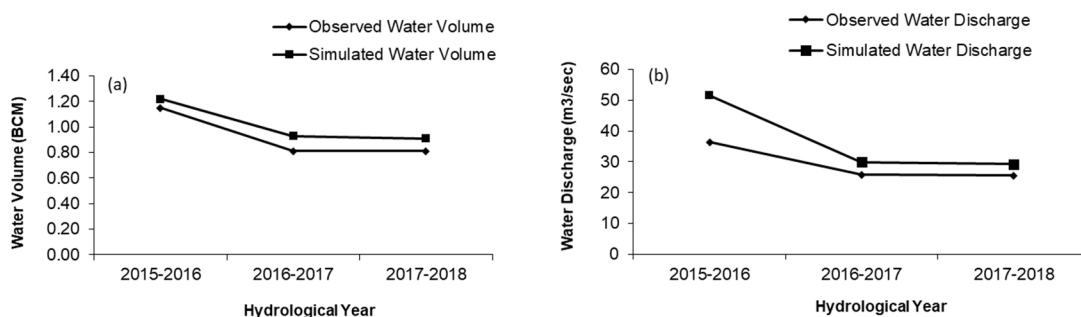 Observed Water Volume
Simulated Water Volume
(a)
Water Volume (BCM)
1.40
1.20
1.00
0.80
0.60
0.40
0.20
0.00
2015-2016
2016-2017
2017-2018
Hydrological Year
Observed Water Discharge
Simulated Water Discharge
(b)
Water Discharge (m3/sec)
60
50
40
30
20
10
0
2015-2016
2016-2017
2017-2018
Hydrological Year